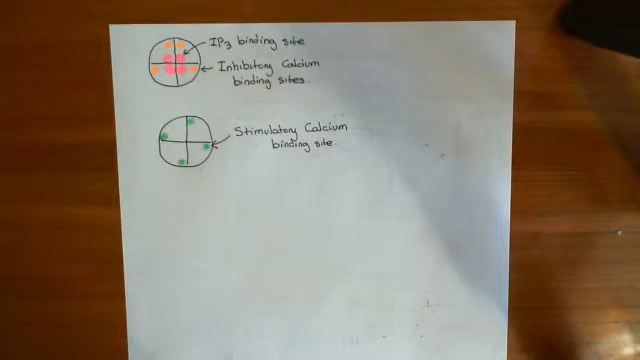 IP3 binding site
Inhibitory Calcium
binding sites.
Stimulatory Calcium
binding site.